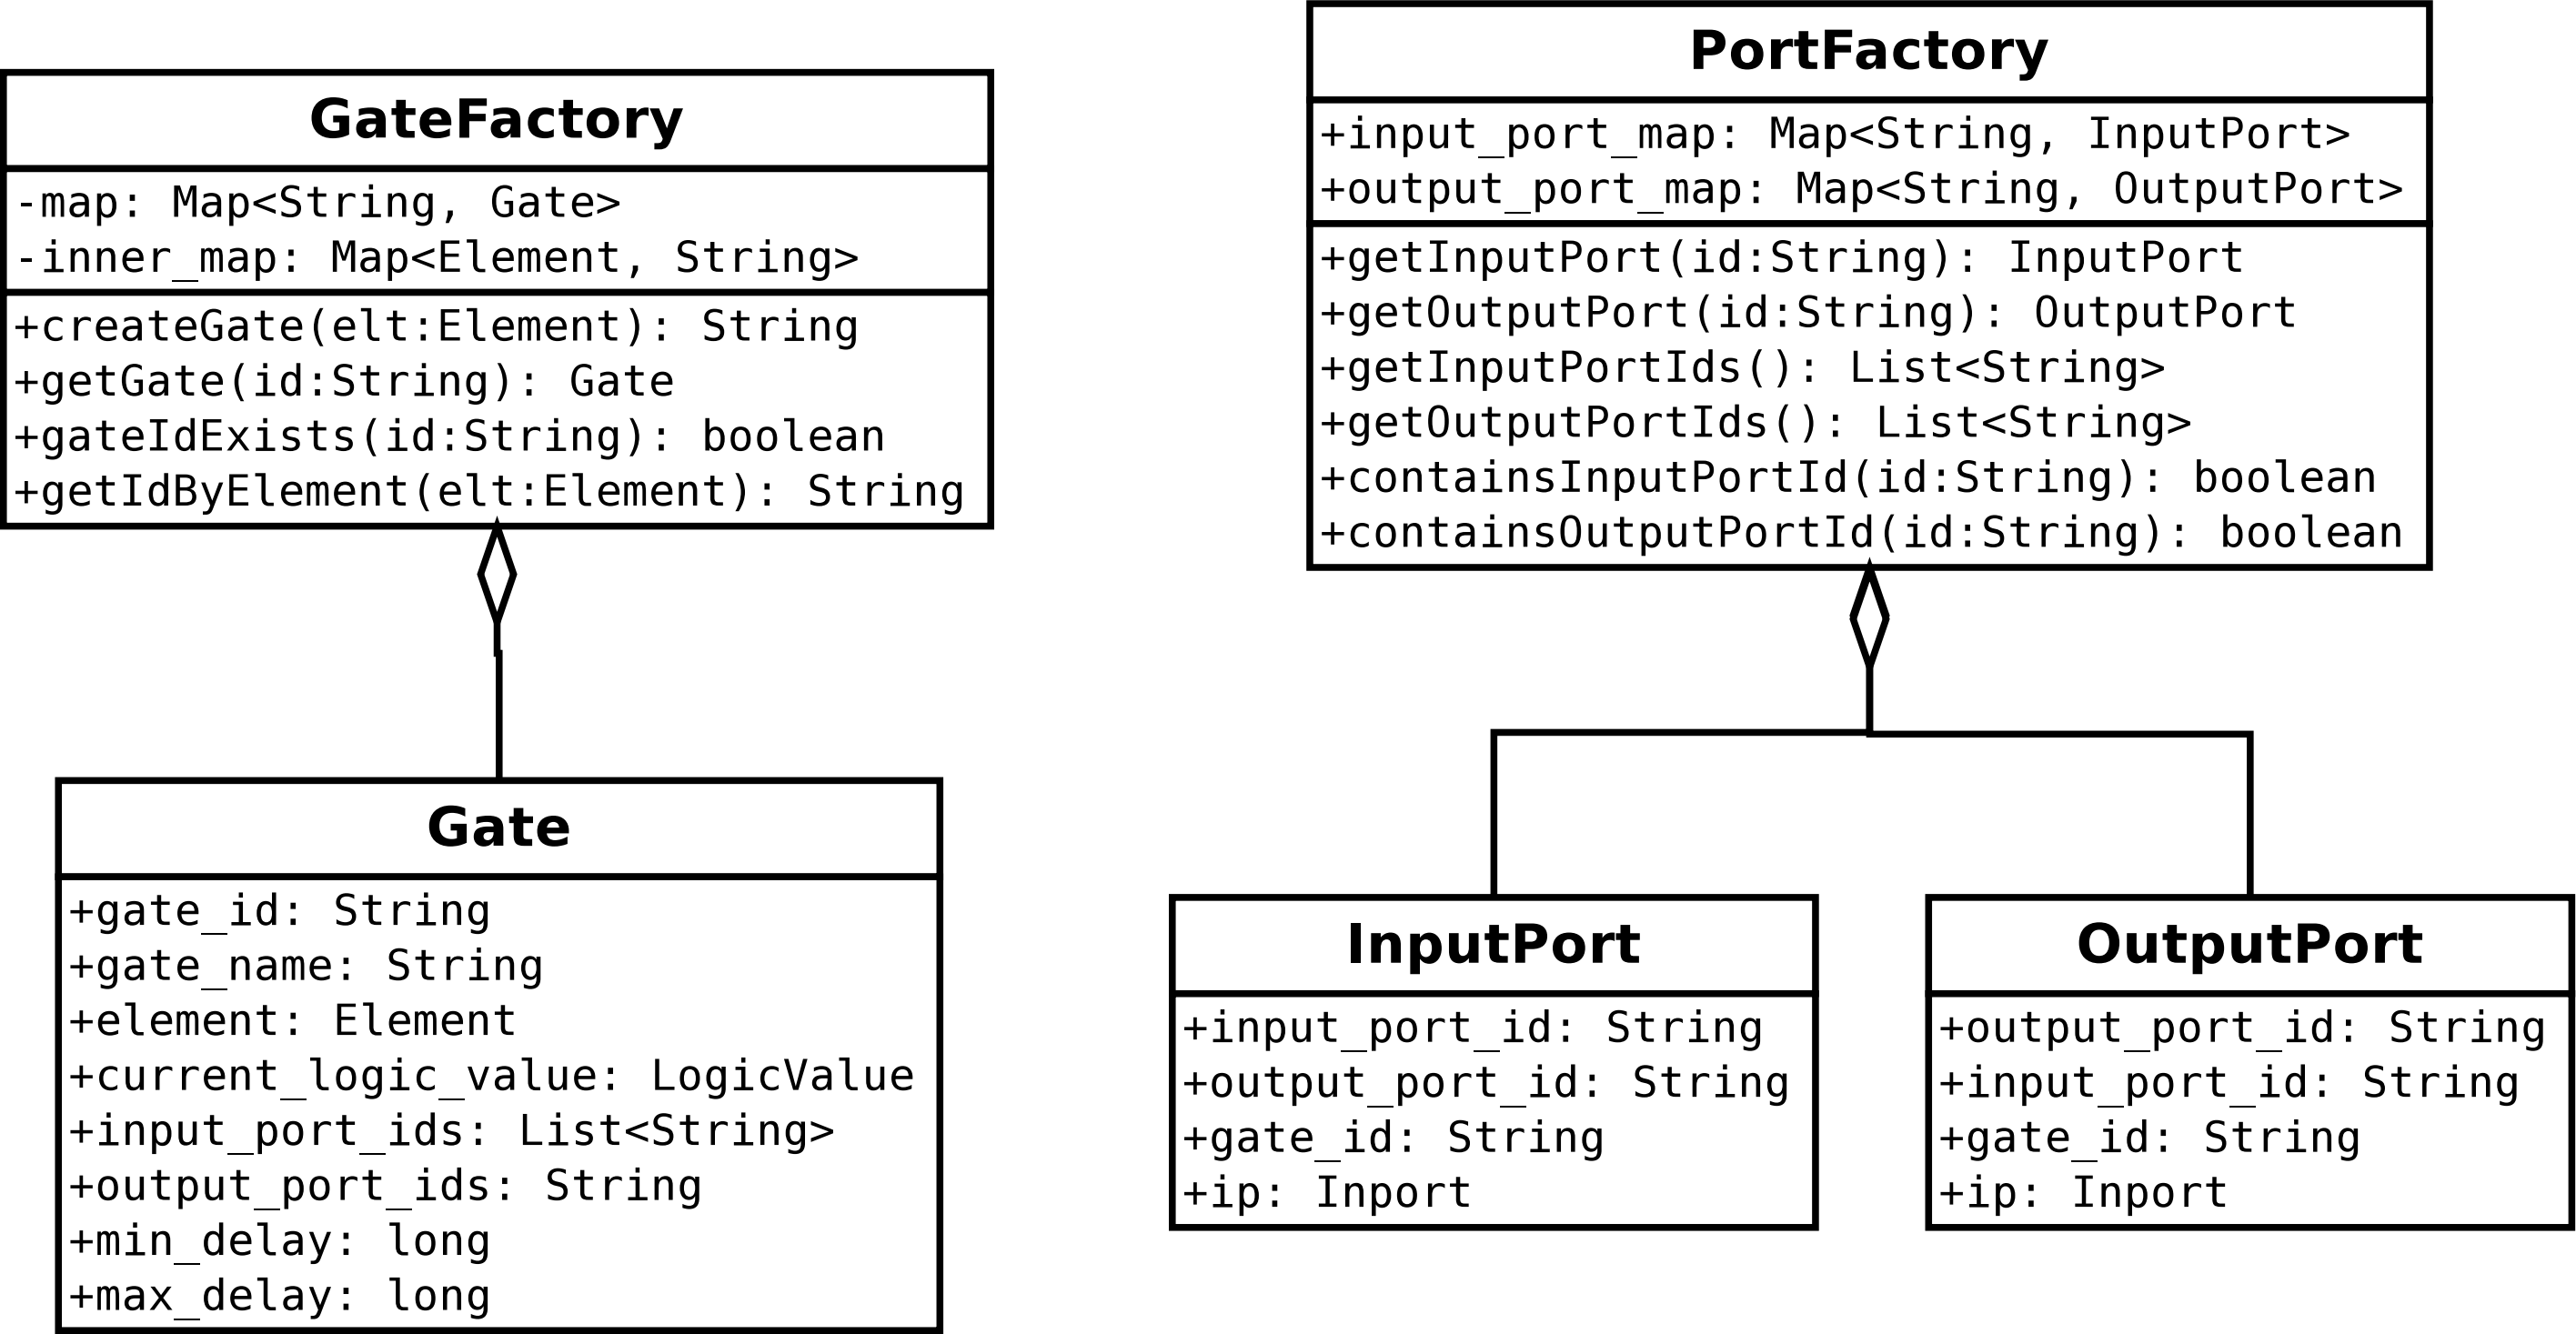 GateFactory
-map: Map<String, Gate>
-inner_map: Map<Element, String>
+createGate(elt:Element): String
+getGate(id:String): Gate
+gateIdExists(id:String): boolean
+getIdByElement(elt:Element): String
PortFactory
+input_port_map: Map<String, InputPort>
+output_port_map: Map<String, OutputPort>
+getInputPort(id:String): InputPort
+getOutputPort(id:String): OutputPort
+getInputPortIds(): List<String>
+getOutputPortIds(): List<String>
+containsInputPortId(id:String): boolean
+containsOutputPortId(id:String): boolean
Gate
+gate_id: String
+gate_name: String
+element: Element
+current_logic_value: LogicValue
+input_port_ids: List<String>
+output_port_ids: String
+min_delay: long
+max_delay: long
InputPort
+input_port_id: String
+output_port_id: String
+gate_id: String
+ip: Inport
OutputPort
+output_port_id: String
+input_port_id: String
+gate_id: String
+ip: Inport